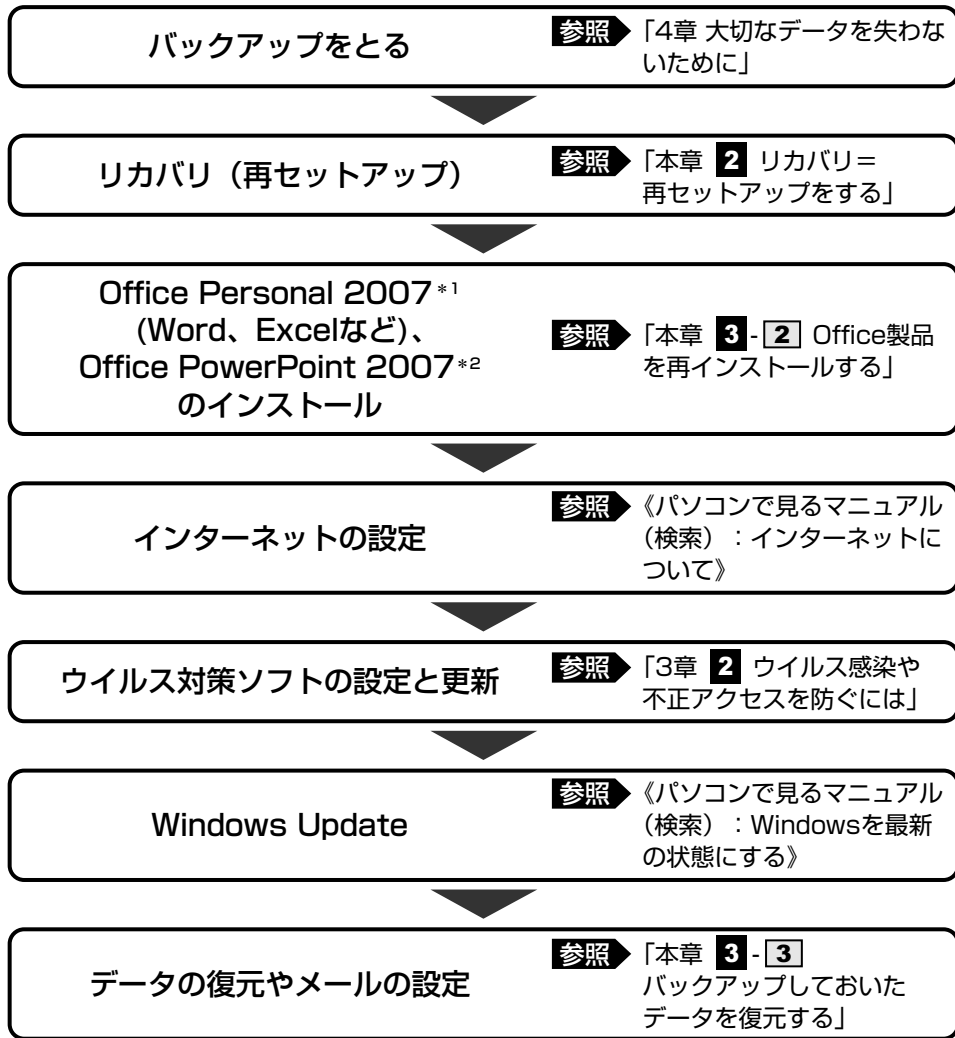 バックアップをとる
参照 「4章 大切なデータを失わな
いために」
リカバリ（再セットアップ）
参照 「本章 2 リカバリ＝
再セットアップをする」
Office Personal 2007＊1
(Word、Excelなど)、
Office PowerPoint 2007＊2
のインストール
参照 「本章 3 - 2 Office製品
を再インストールする」
インターネットの設定
参照 《パソコンで見るマニュアル
（検索）：インターネットに
ついて》
ウイルス対策ソフトの設定と更新
参照 「3章 2 ウイルス感染や
不正アクセスを防ぐには」
Windows Update
参照 《パソコンで見るマニュアル
（検索）：Windowsを最新
の状態にする》
データの復元やメールの設定
参照 「本章 3 - 3
バックアップしておいた
データを復元する」